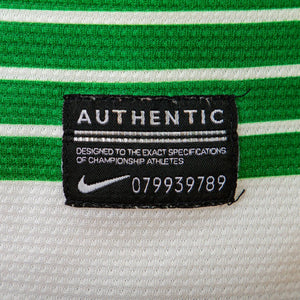 AUTHENTIC
DESIGNED TO THE EXACT SPECIFICATIONS
OF CHAMPIONSHIP ATHLETES
079939789